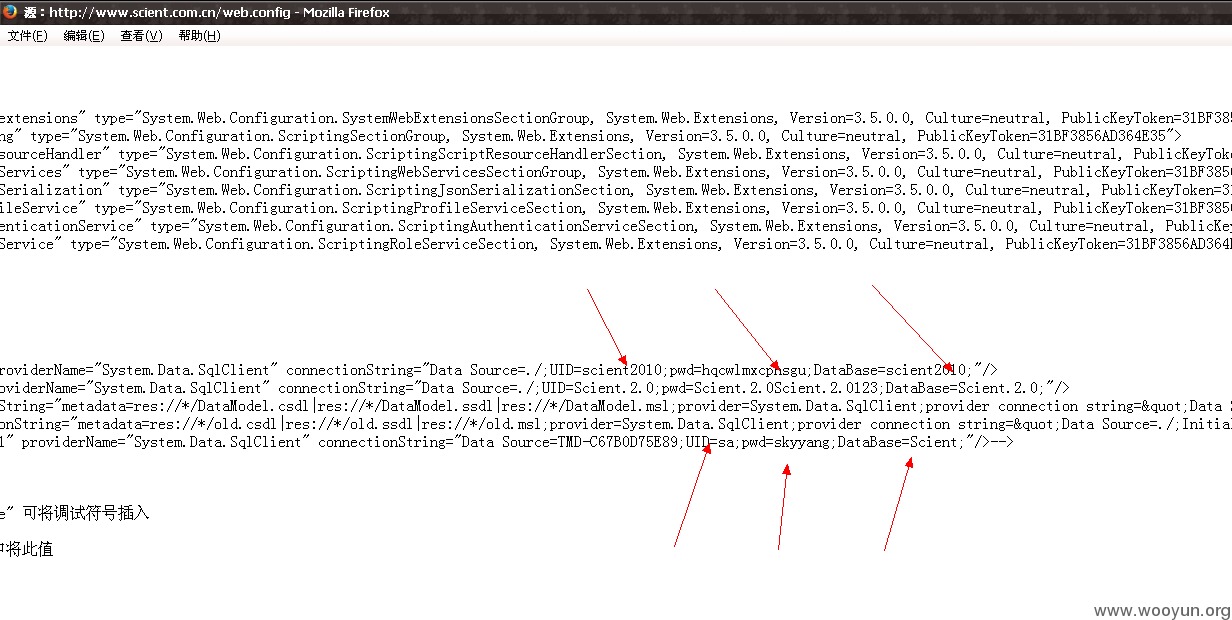 源：http://www.scient.com.cn/web.config - Mozilla Firefox
文件(F) 编辑(E) 查看(V) 帮助(H)
extensions" type="System.Web.Configuration.SystemWebExtensionsSectionGroup, System.Web.Extensions, Version=3.5.0.0, Culture=neutral, PublicKeyToken=31BF385
ng" type="System.Web.Configuration.ScriptingSectionGroup, System.Web.Extensions, Version=3.5.0.0, Culture=neutral, PublicKeyToken=31BF3856AD364E35">
sourceHandler" type="System.Web.Configuration.ScriptingScriptResourceHandlerSection, System.Web.Extensions, Version=3.5.0.0, Culture=neutral, PublicKeyTok
Services" type="System.Web.Configuration.ScriptingWebServicesSectionGroup, System.Web.Extensions, Version=3.5.0.0, Culture=neutral, PublicKeyToken=31BF3856
Serialization" type="System.Web.Configuration.ScriptingJsonSerializationSection, System.Web.Extensions, Version=3.5.0.0, Culture=neutral, PublicKeyToken=31
ileService" type="System.Web.Configuration.ScriptingProfileServiceSection, System.Web.Extensions, Version=3.5.0.0, Culture=neutral, PublicKeyToken=31BF3856
enticationService" type="System.Web.Configuration.ScriptingAuthenticationServiceSection, System.Web.Extensions, Version=3.5.0.0, Culture=neutral, PublicKey
Service" type="System.Web.Configuration.ScriptingRoleServiceSection, System.Web.Extensions, Version=3.5.0.0, Culture=neutral, PublicKeyToken=31BF3856AD364
roviderName="System.Data.SqlClient" connectionString="Data Source=./;UID=scient2010;pwd=hqcwlmxcphsgu;DataBase=scient2010;"/>
oviderName="System.Data.SqlClient" connectionString="Data Source=./;UID=Scient.2.0;pwd=Scient.2.0Scient.2.0123;DataBase=Scient.2.0;"/>
String="metadata=res://*/DataModel.csdl|res://*/DataModel.ssdl|res://*/DataModel.msl;provider=System.Data.SqlClient;provider connection string=&quot;Data S
onString="metadata=res://*/old.csdl|res://*/old.ssdl|res://*/old.msl;provider=System.Data.SqlClient;provider connection string=&quot;Data Source=./;Initia
1" providerName="System.Data.SqlClient" connectionString="Data Source=TMD-C67B0D75E89;UID=sa;pwd=skyyang;DataBase=Scient;"/>-->
e" 可将调试符号插入
中将此值
www.wooyun.org